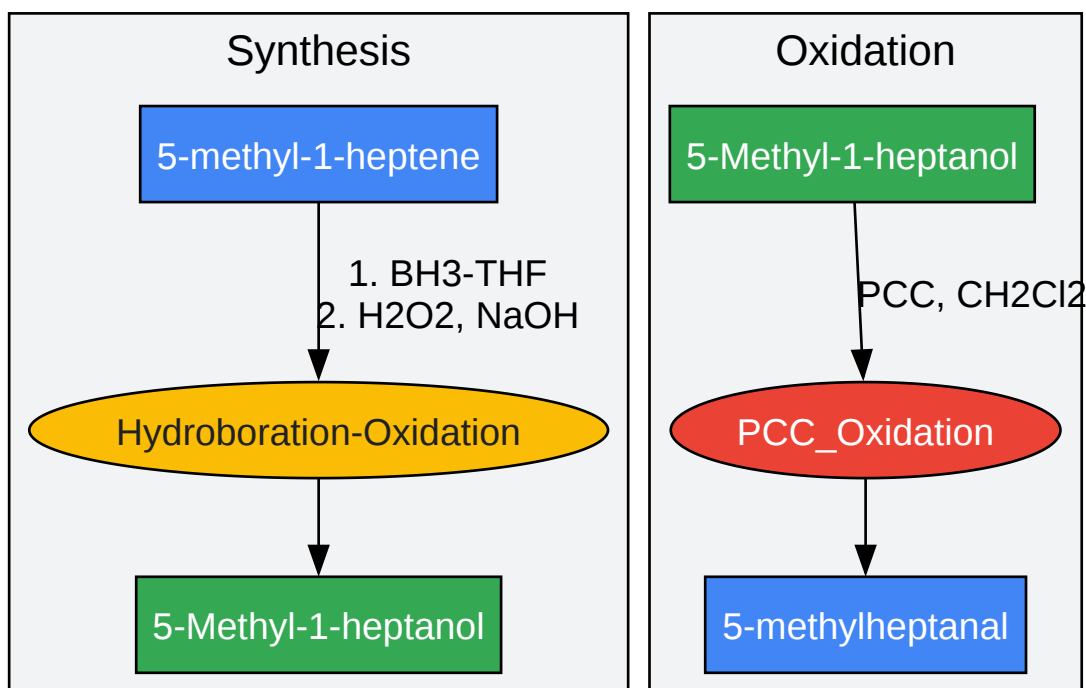 Synthesis
5-methyl-1-heptene
1. BH3-THF
2. H2O2, NaOH
Hydroboration-Oxidation
5-Methyl-1-heptanol
Oxidation
5-Methyl-1-heptanol
PCC, CH2Cl2
PCC_Oxidation
5-methylheptanal